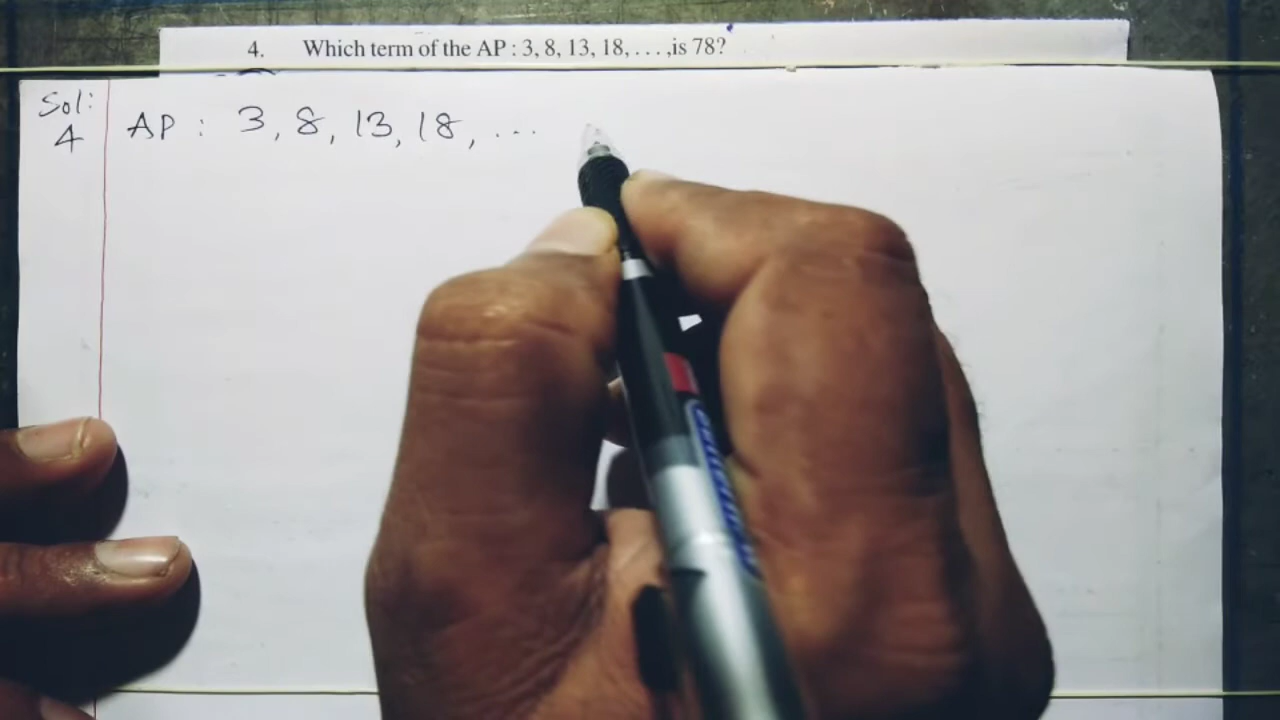 4. Which term of the AP : 3, 8, 13, 18, . . . . ,is 78?
Sol:
4
AP : 3, 8, 13, 18, ...